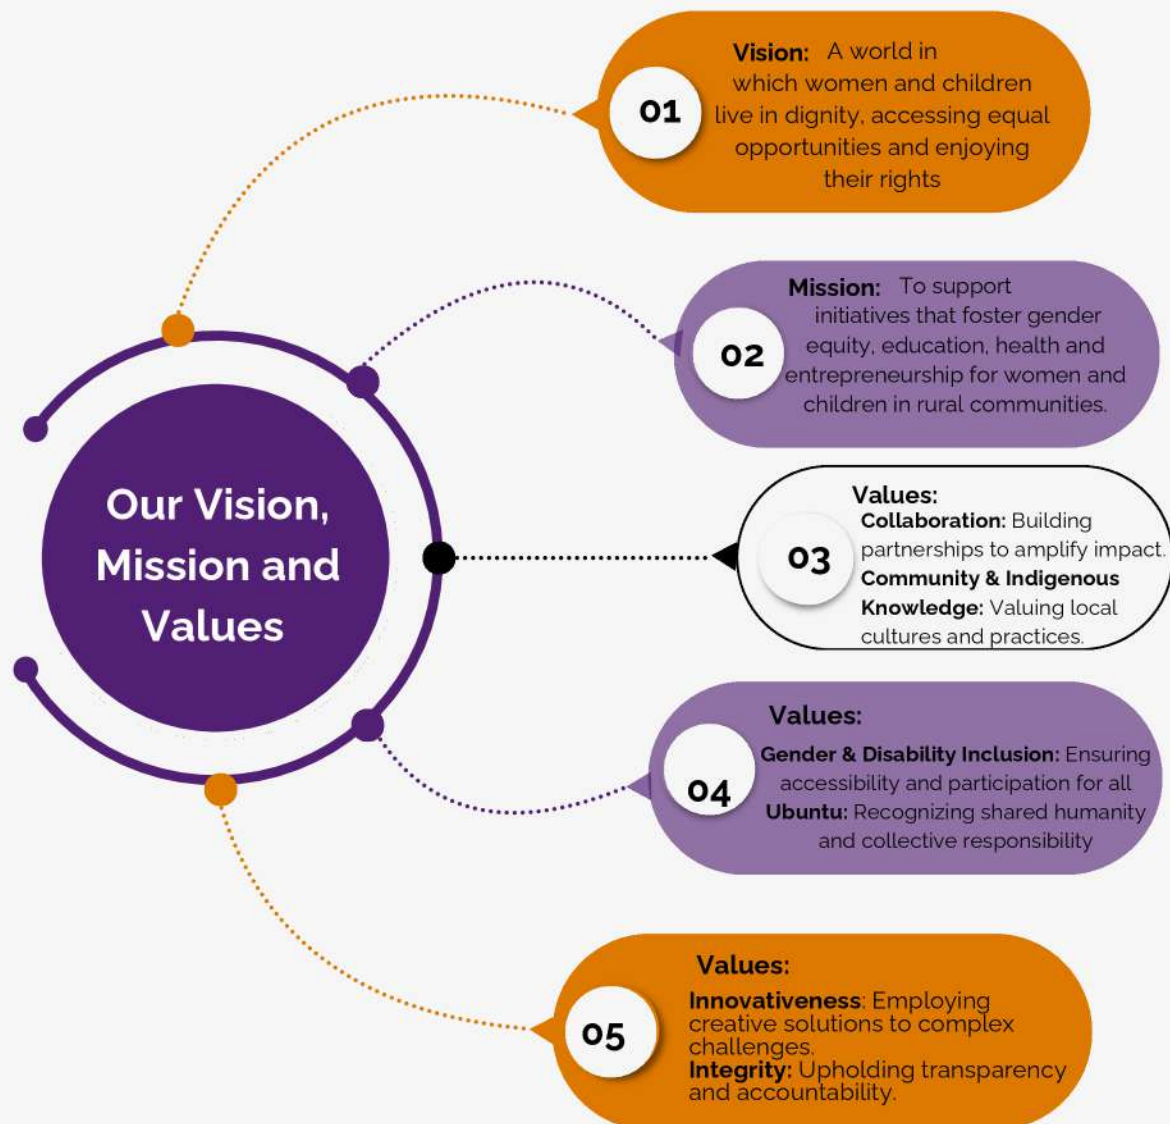 Our Vision,
Mission and
Values
01
Vision: A world in
which women and children
live in dignity, accessing equal
opportunities and enjoying
their rights
02
Mission: To support
initiatives that foster gender
equity, education, health and
entrepreneurship for women and
children in rural communities.
03
Values:
Collaboration: Building
partnerships to amplify impact.
Community & Indigenous
Knowledge: Valuing local
cultures and practices.
04
Values:
Gender & Disability Inclusion: Ensuring
accessibility and participation for all
Ubuntu: Recognizing shared humanity
and collective responsibility
05
Values:
Innovativeness: Employing
creative solutions to complex
challenges.
Integrity: Upholding transparency
and accountability.